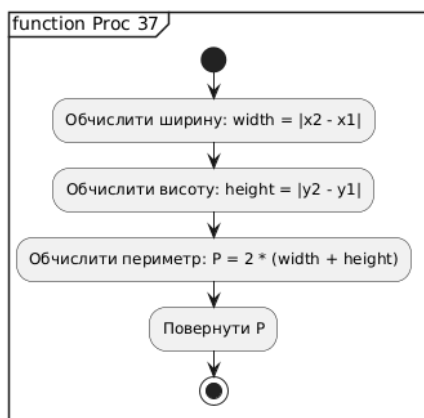 function Proc 37
Обчислити ширину: width = |x2 - x1|
Обчислити висоту: height = |y2 - y1|
Обчислити периметр: P = 2 * (width + height)
Повернути P